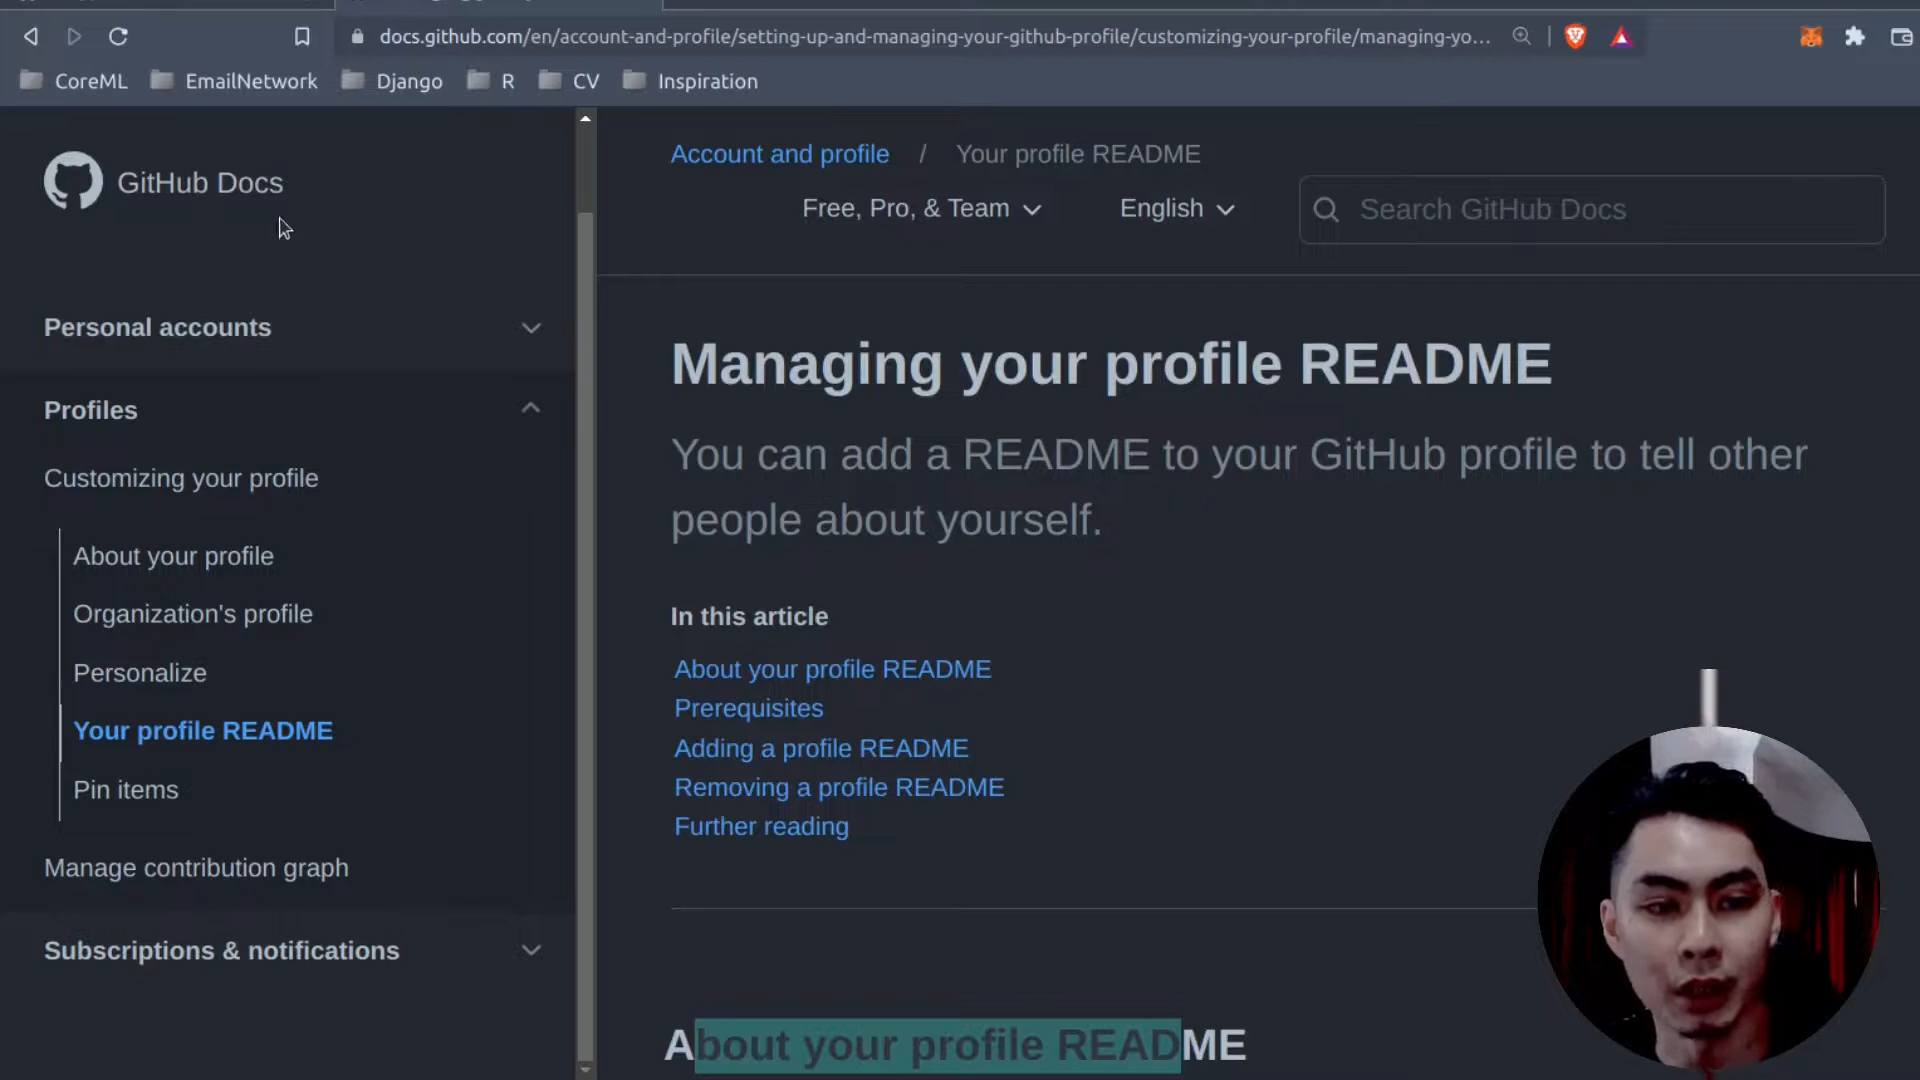 docs.github.com/en/account-and-profile/setting-up-and-managing-your-github-profile/customizing-your-profile/managing-yo...
CoreML EmailNetwork Django R CV Inspiration
GitHub Docs
Personal accounts
Profiles
Customizing your profile
About your profile
Organization's profile
Personalize
Your profile README
Pin items
Manage contribution graph
Subscriptions & notifications
Account and profile / Your profile README
Free, Pro, & Team English Search GitHub Docs
Managing your profile README
You can add a README to your GitHub profile to tell other
people about yourself.
In this article
About your profile README
Prerequisites
Adding a profile README
Removing a profile README
Further reading
About your profile README